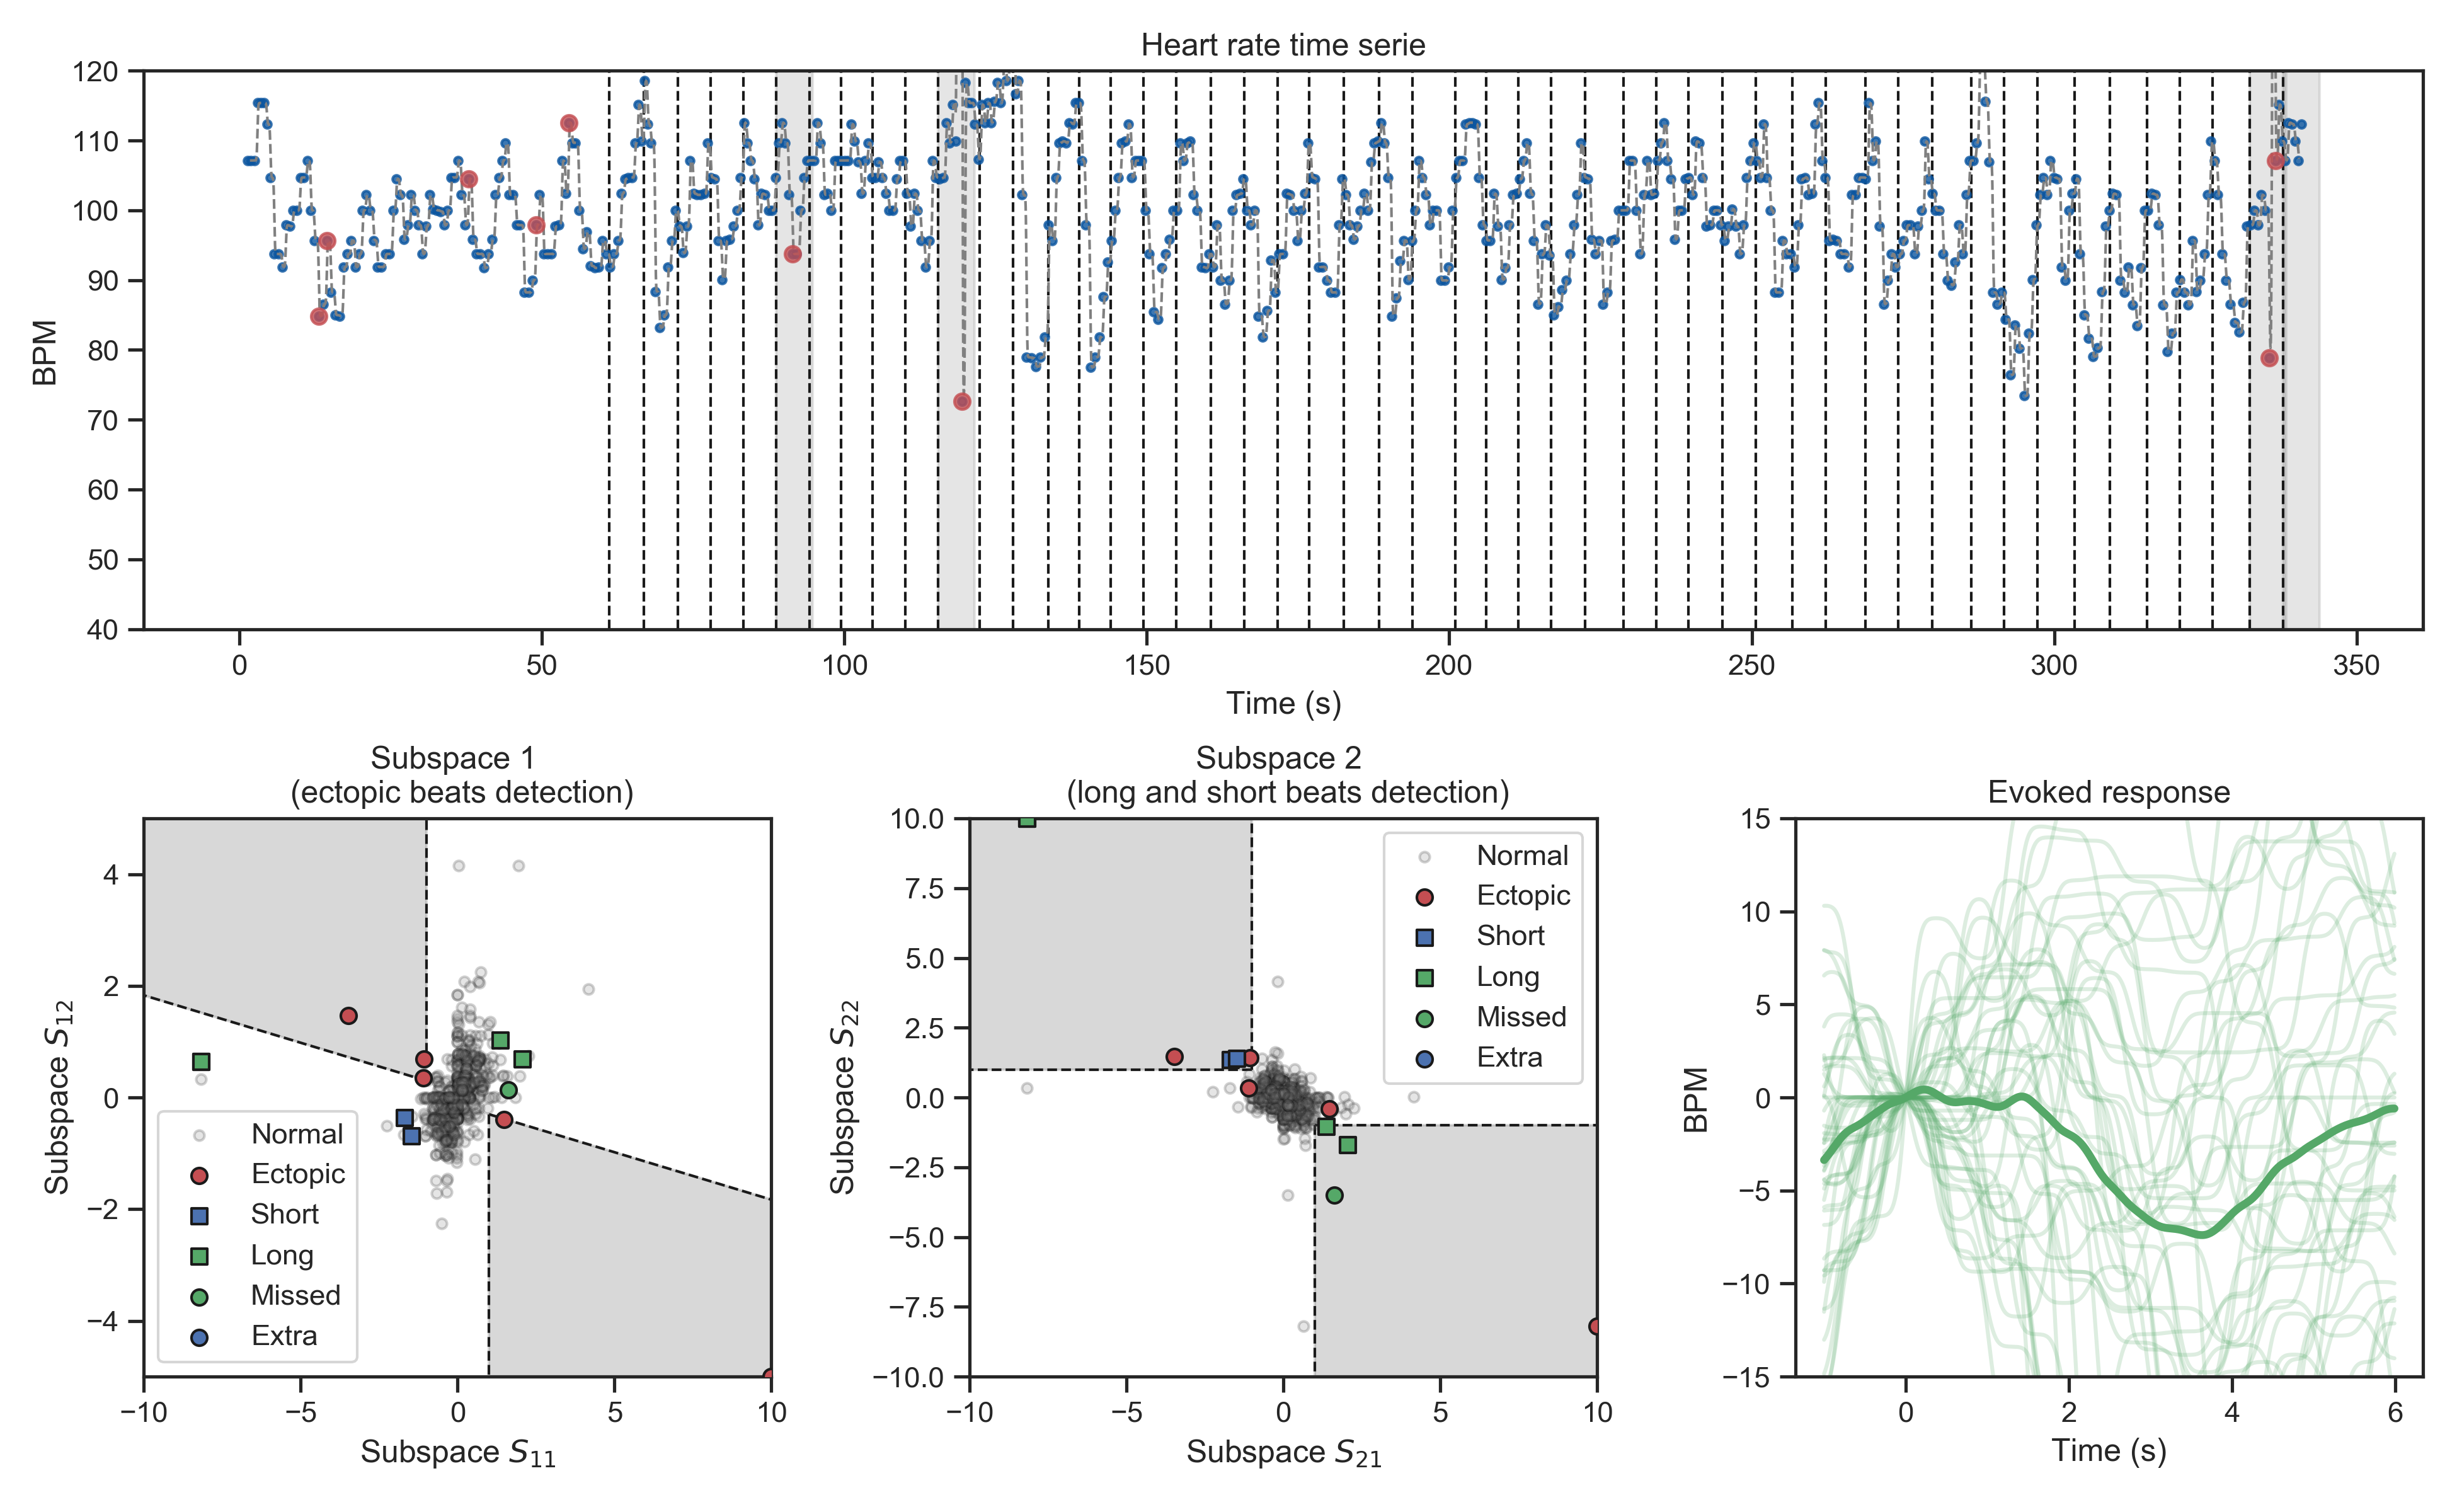 Heart rate time serie
120
110
100
90
80
70
60
50
40
BPM
0 50 100 150 200 250 300 350
Time (s)
Subspace 1
(ectopic beats detection)
4
2
0
−2
−4
Subspace S12
Normal
Ectopic
Short
Long
Missed
Extra
−10 −5 0 5 10
Subspace S11
Subspace 2
(long and short beats detection)
10.0
7.5
5.0
2.5
0.0
−2.5
−5.0
−7.5
−10.0
Subspace S22
Normal
Ectopic
Short
Long
Missed
Extra
−10 −5 0 5 10
Subspace S21
Evoked response
15
10
5
0
−5
−10
−15
BPM
0 2 4 6
Time (s)